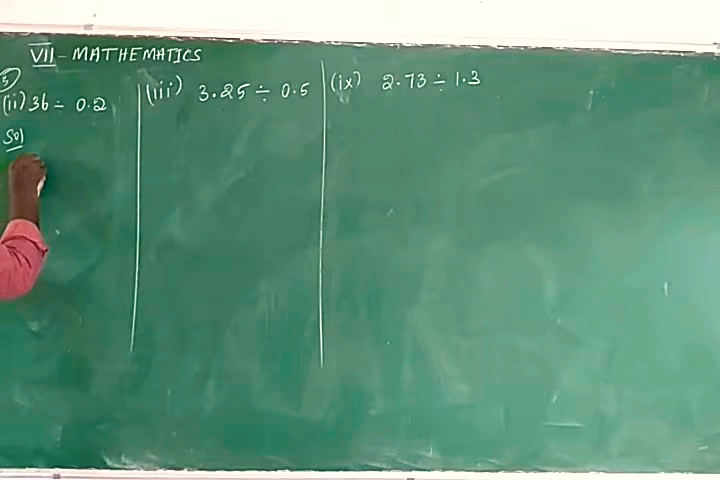 VII - MATHEMATICS
5
(ii) 36 ÷ 0.2
Sol
(iii) 3.25 ÷ 0.5
(ix) 2.73 ÷ 1.3